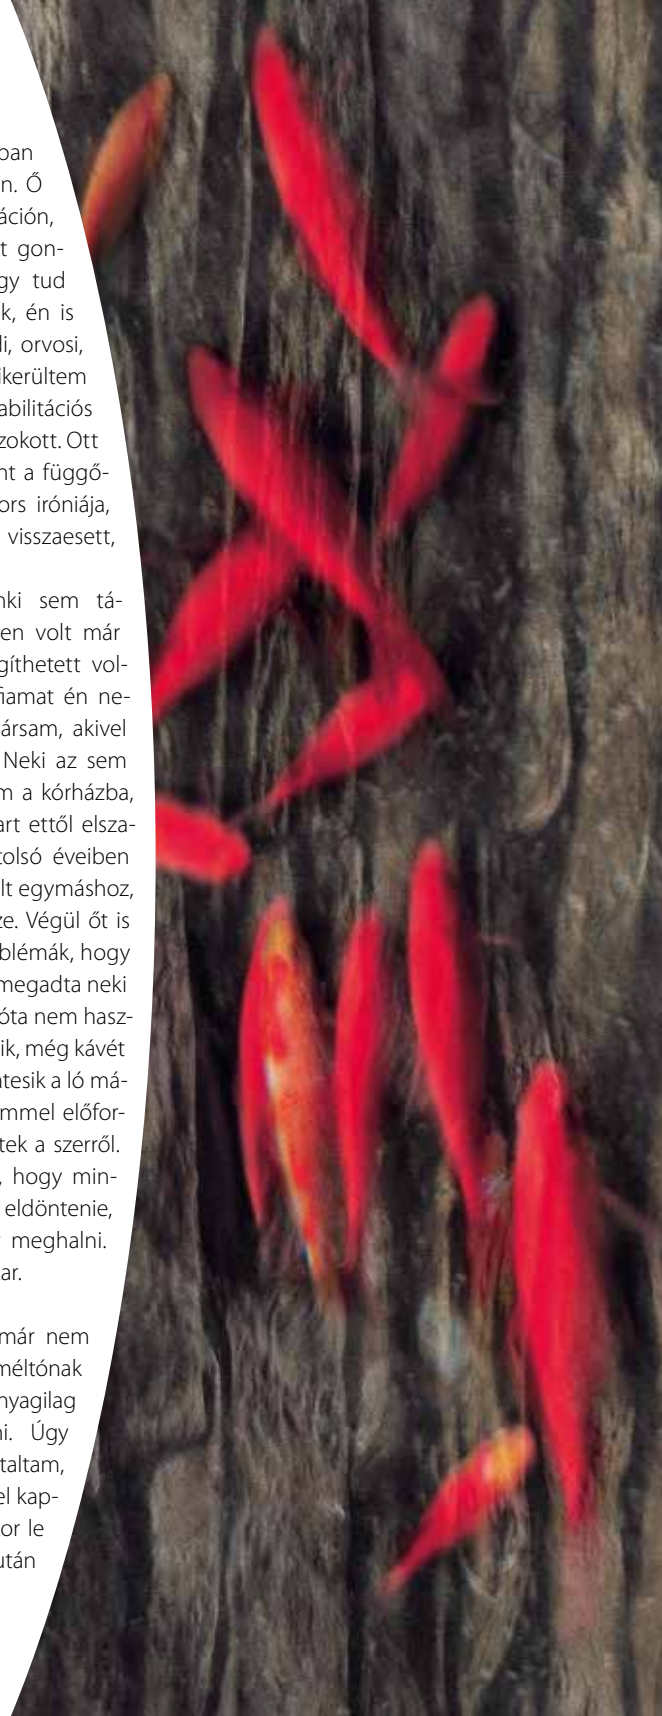 ban
n. Ő
áción,
t gon-
gy tud
k, én is
li, orvosi,
ikerültem
abilitációs
zokott. Ott
nt a függő-
ors iróniája,
visszaesett,
nki sem tá-
en volt már
gíthetett vol-
fiamat én ne-
társam, akivel
Neki az sem
m a kórházba,
art ettől elsza-
tolsó éveiben
lt egymáshoz,
ze. Végül őt is
blémák, hogy
megadta neki
óta nem hasz-
ik, még kávét
átesik a ló má-
emmel előfor-
tek a szerről.
, hogy min-
eldöntenie,
meghalni.
ar.
már nem
méltónak
nyagilag
ni. Úgy
taltam,
el kap-
or le
után